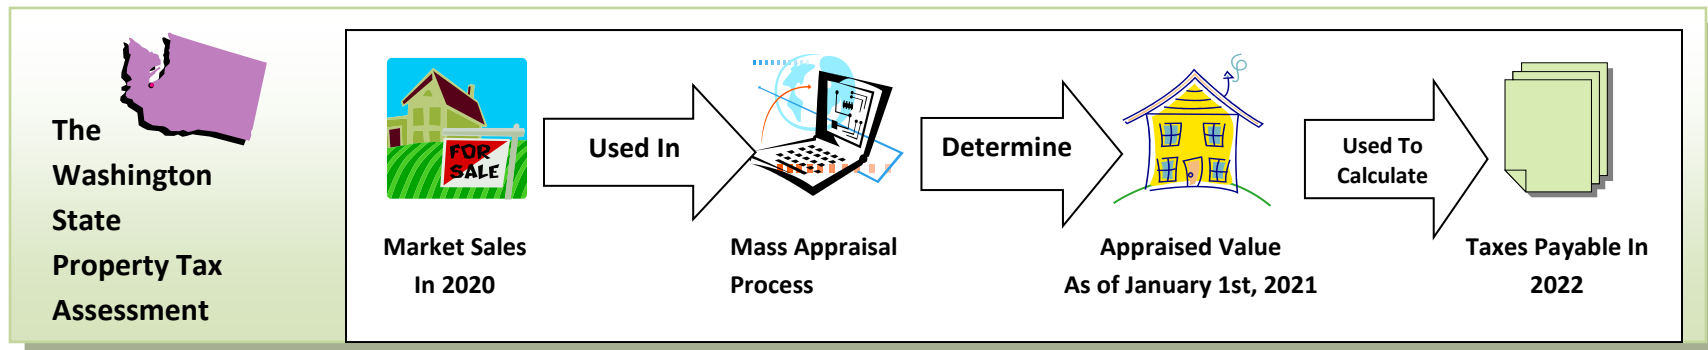 The
Washington
State
Property Tax
Assessment
FOR
SALE
Used In
Determine
Used To
Calculate
Market Sales
In 2020
Mass Appraisal
Process
Appraised Value
As of January 1st, 2021
Taxes Payable In
2022